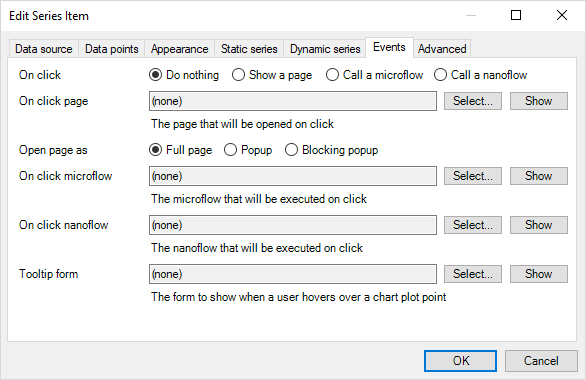 Edit Series Item
Data source Data points Appearance Static series Dynamic series Events Advanced
On click Do nothing Show a page Call a microflow Call a nanoflow
On click page (none) Select... Show
The page that will be opened on click
Open page as Full page Popup Blocking popup
On click microflow (none) Select... Show
The microflow that will be executed on click
On click nanoflow (none) Select... Show
The nanoflow that will be executed on click
Tooltip form (none) Select... Show
The form to show when a user hovers over a chart plot point
OK Cancel